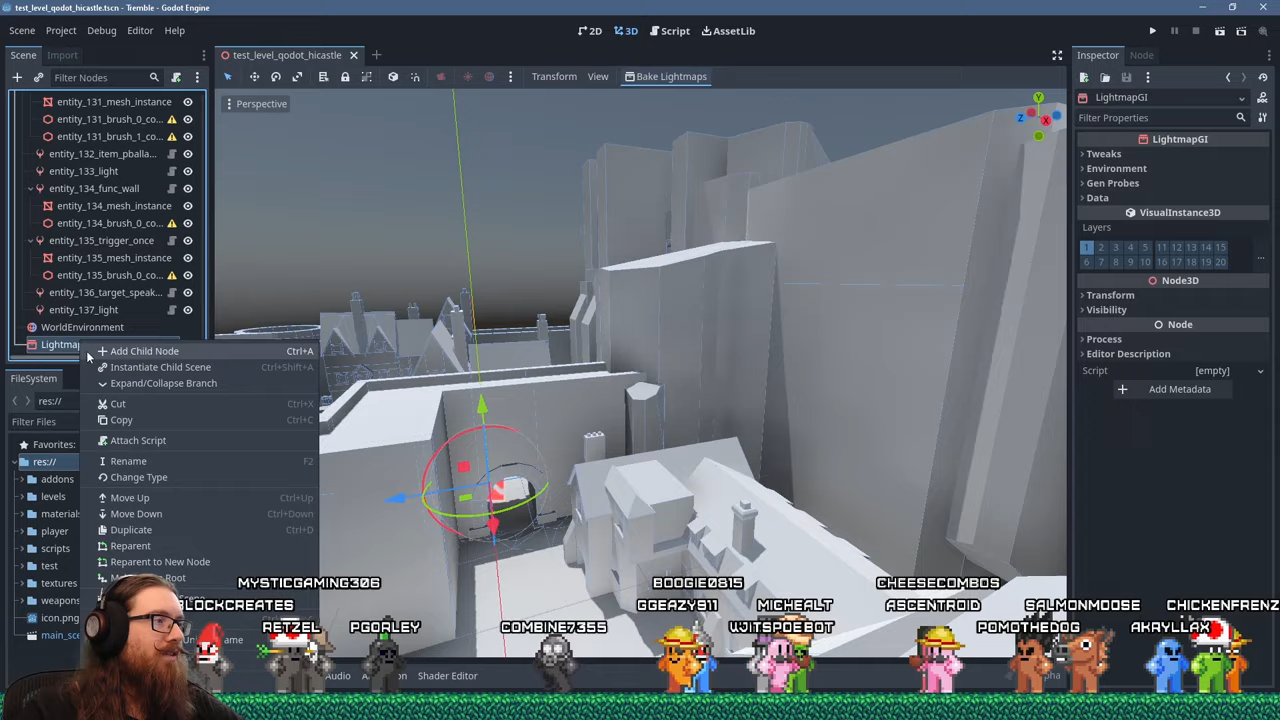 test_level_qodot_hicastle.tscn - Tremble - Godot Engine
Scene Project Debug Editor Help
2D 3D Script AssetLib
Scene Import
test_level_qodot_hicastle
Filter Nodes
Transform View Bake Lightmaps
Perspective
entity_131_mesh_instance
entity_131_brush_0_co...
entity_131_brush_1_co...
entity_132_item_pballa...
entity_133_light
entity_134_func_wall
entity_134_mesh_instance
entity_134_brush_0_co...
entity_135_trigger_once
entity_135_mesh_instance
entity_135_brush_0_co...
entity_136_target_speak...
entity_137_light
WorldEnvironment
Lightmap
Add Child Node Ctrl+A
Instantiate Child Scene Ctrl+Shift+A
Expand/Collapse Branch
Cut Ctrl+X
Copy Ctrl+C
Attach Script
Rename F2
Change Type
Move Up Ctrl+Up
Move Down Ctrl+Down
Duplicate Ctrl+D
Reparent
Reparent to New Node
Root
FileSystem
res://
Filter Files
Favorites:
res://
addons
levels
material
player
scripts
test
textures
weapons
icon.png
main_sce
Y
Z
X
Inspector Node
LightmapGI
Filter Properties
LightmapGI
Tweaks
Environment
Gen Probes
Data
VisualInstance3D
Layers
1 2 3 4 5 11 12 13 14 15
6 7 8 9 10 16 17 18 19 20
Node3D
Transform
Visibility
Node
Process
Editor Description
Script [empty]
Add Metadata
MYSTICGAMING306
BOOGIE0815
CHEESECOMBOS
LOCKCREATES
GGEAZY911
MICHEALT
ASCENTROID
SALMONMOOSE
CHICKENFRENZ
RETZEL
PGORLEY
COMBINE7355
WJITSPOEBOT
POMOTHEDOG
AKRYLLAX
Audio
Shader Editor